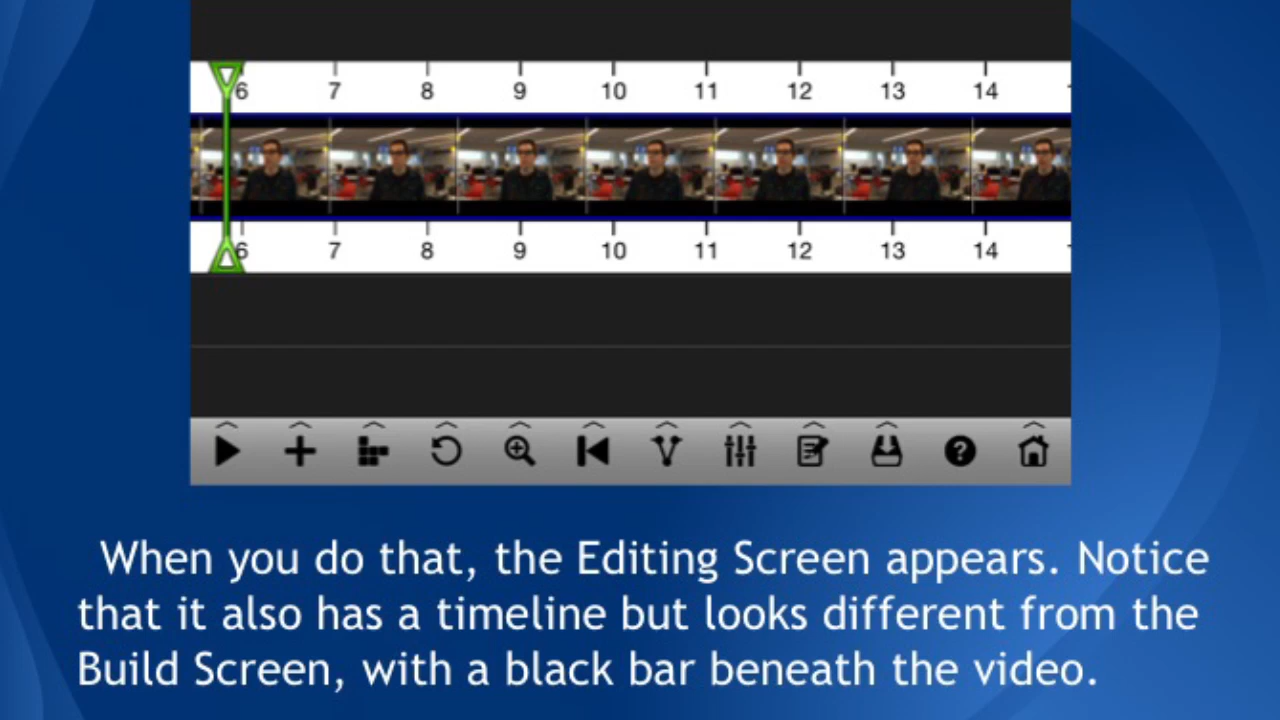 6 7 8 9 10 11 12 13 14
6 7 8 9 10 11 12 13 14
When you do that, the Editing Screen appears. Notice
that it also has a timeline but looks different from the
Build Screen, with a black bar beneath the video.